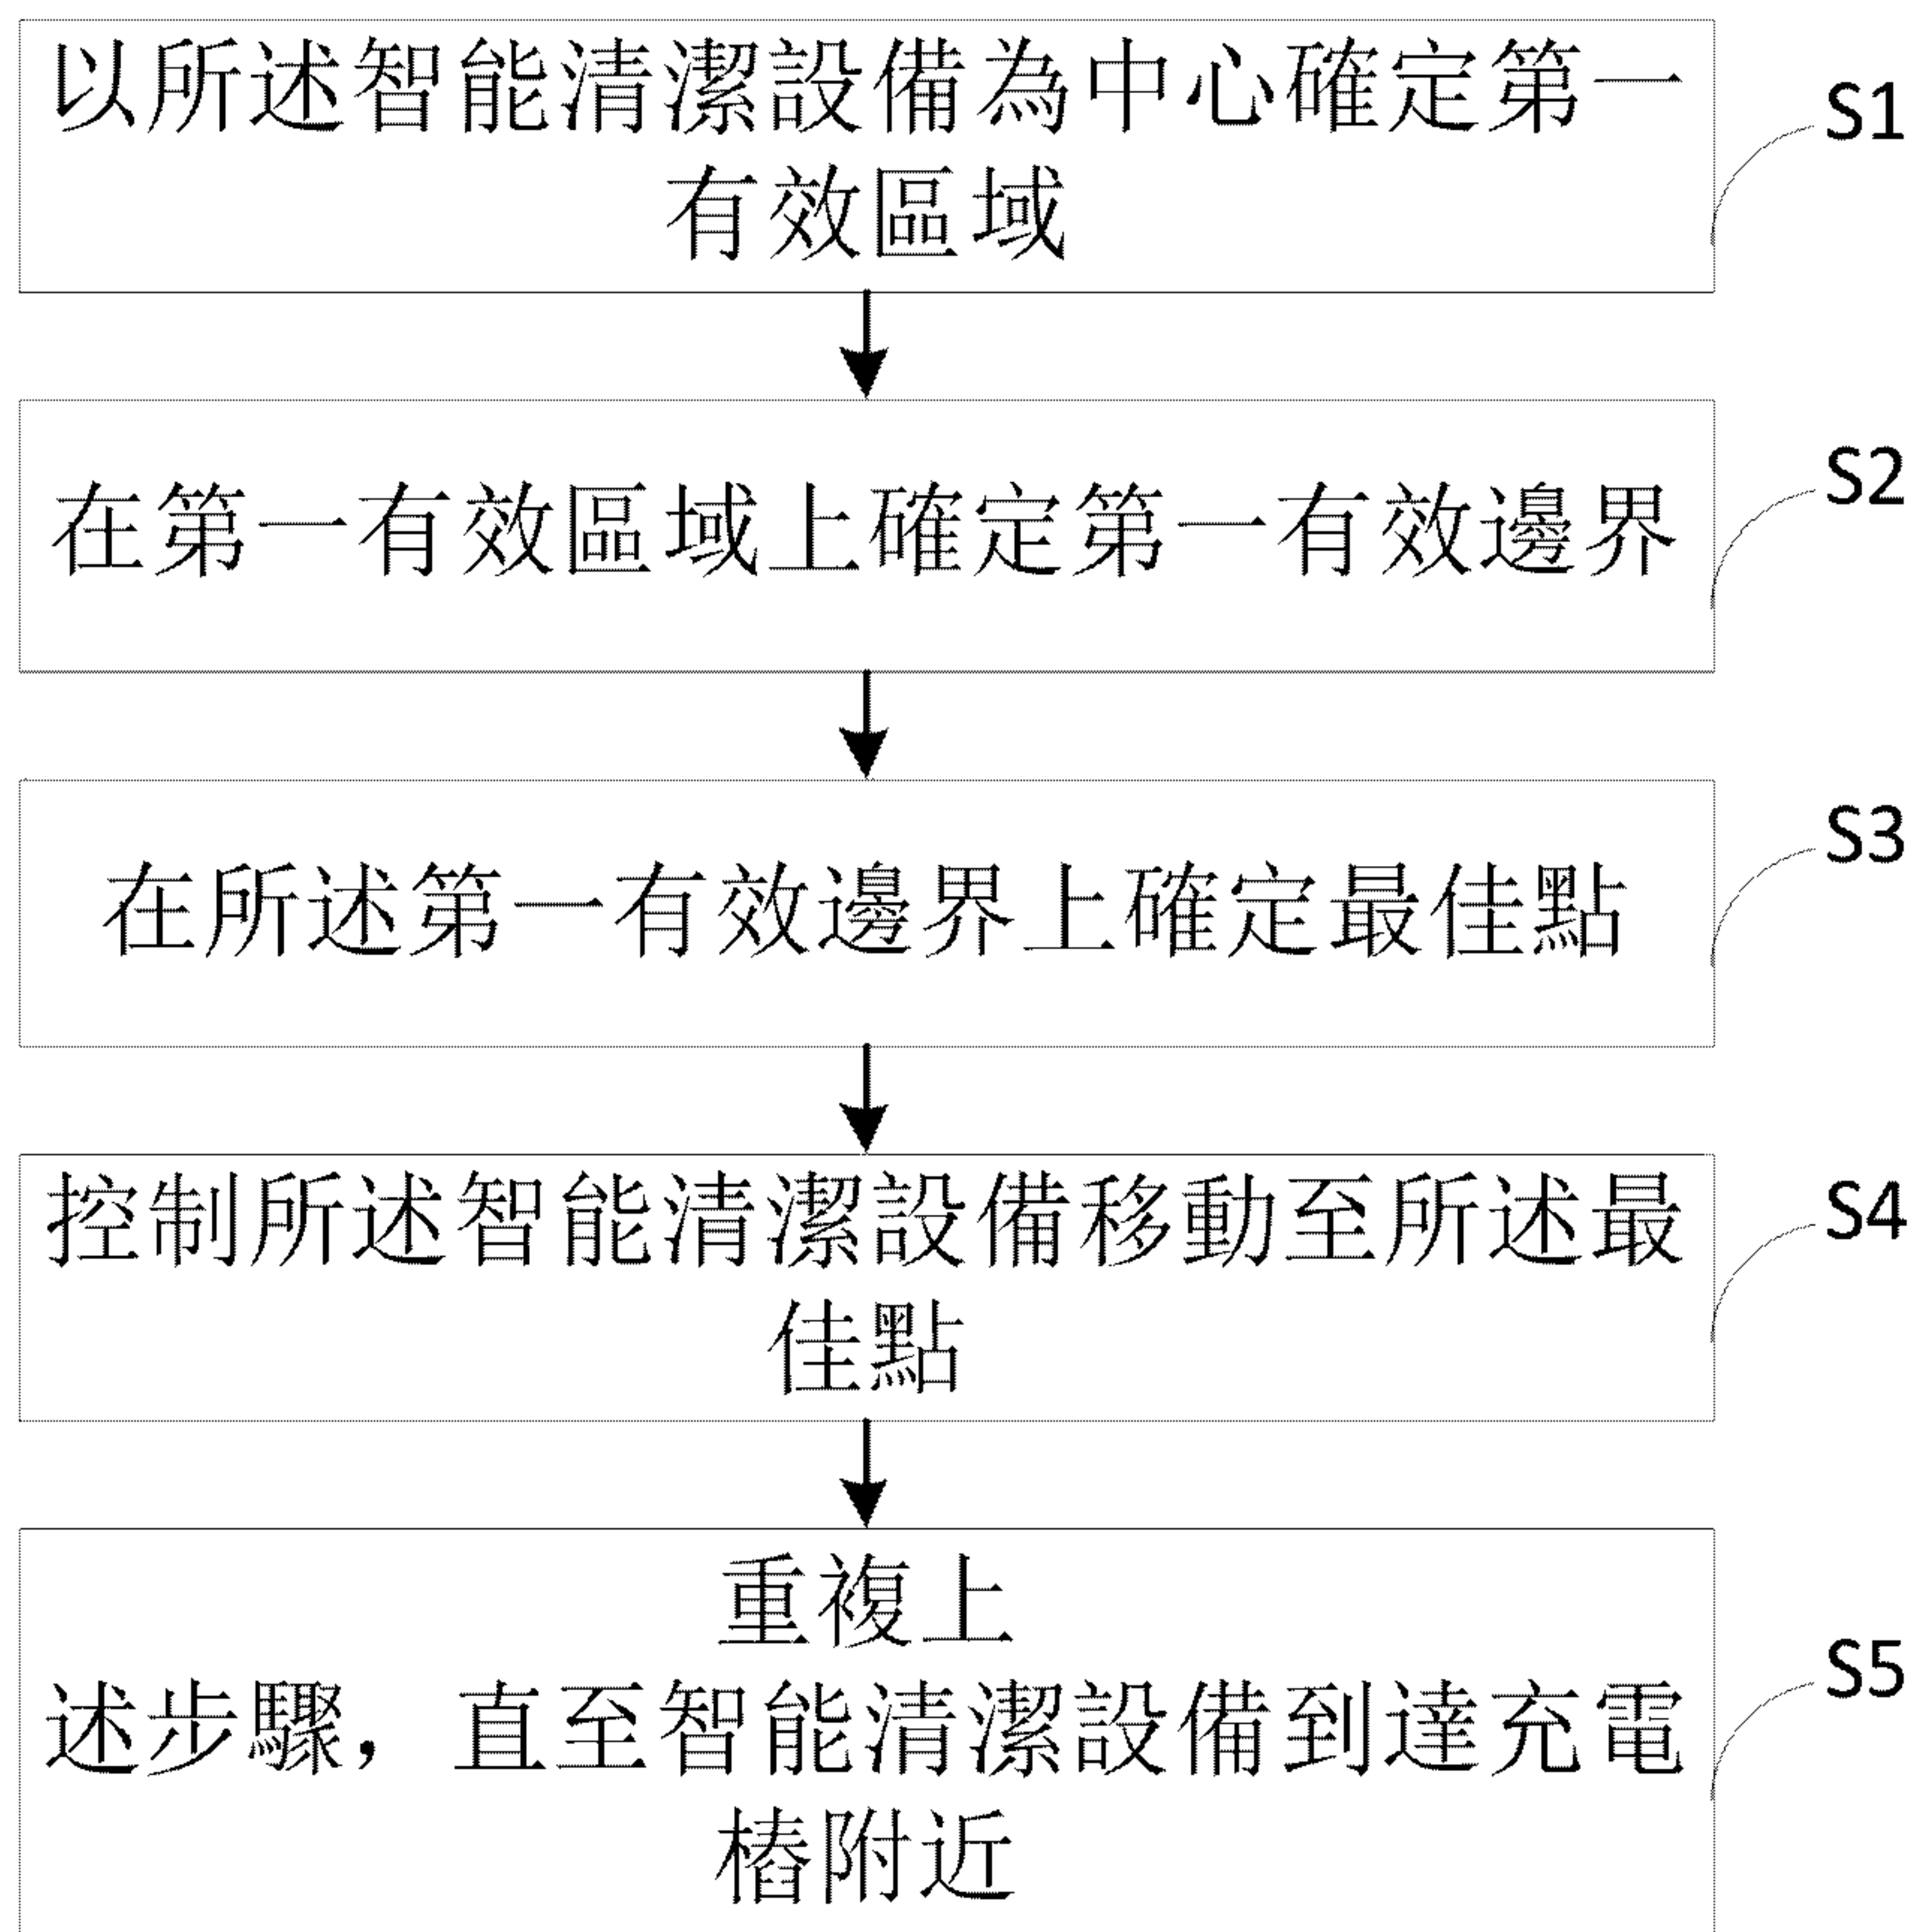 以所述智能清潔設備為中心確定第一
有效區域
S1
在第一有效區域上確定第一有效邊界
S2
在所述第一有效邊界上確定最佳點
S3
控制所述智能清潔設備移動至所述最
佳點
S4
重複上
述步驟，直至智能清潔設備到達充電
樁附近
S5